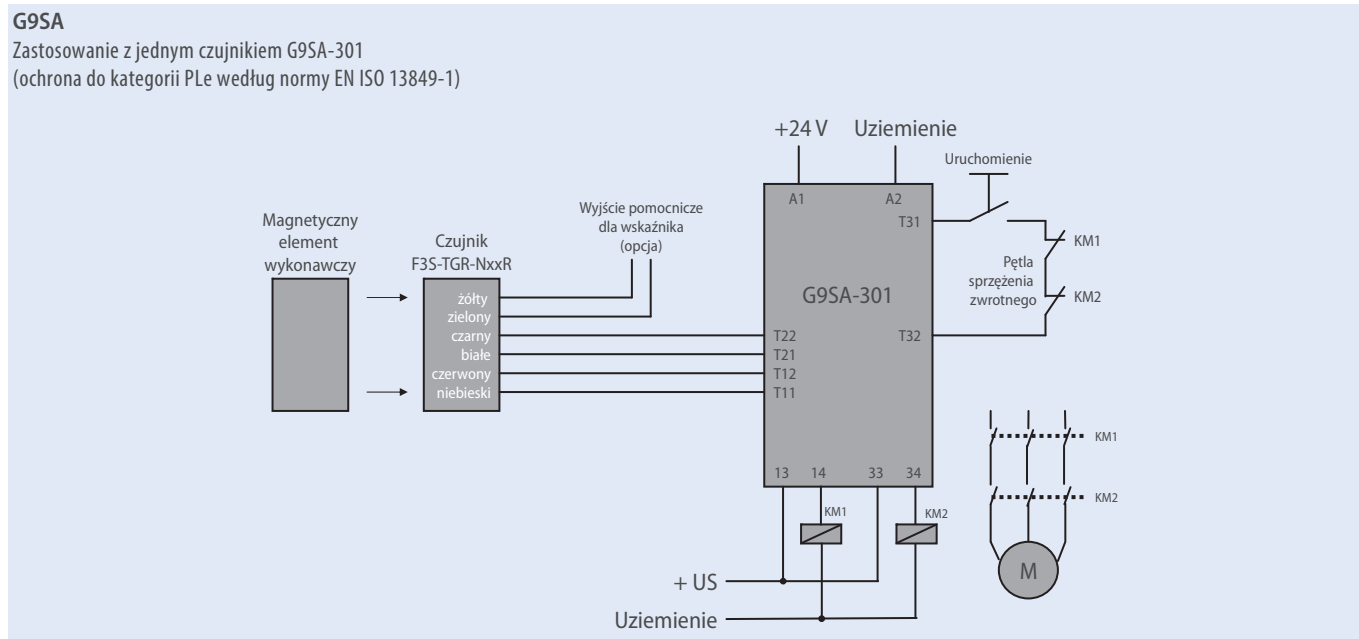 G9SA
Zastosowanie z jednym czujnikiem G9SA-301
(ochrona do kategorii PLe według normy EN ISO 13849-1)
+24 V
Uziemienie
Uruchomienie
A1
A2
T31
Wyjście pomocnicze
dla wskaźnika
(opcja)
Magnetyczny
element
wykonawczy
Czujnik
F3S-TGR-NxxR
KM1
Pętla
sprzężenia
zwrotnego
KM2
G9SA-301
żółty
zielony
czarny
białe
czerwony
niebieski
T22
T21
T12
T11
T32
KM1
KM2
13
14
33
34
KM1
KM2
M
+ US
Uziemienie